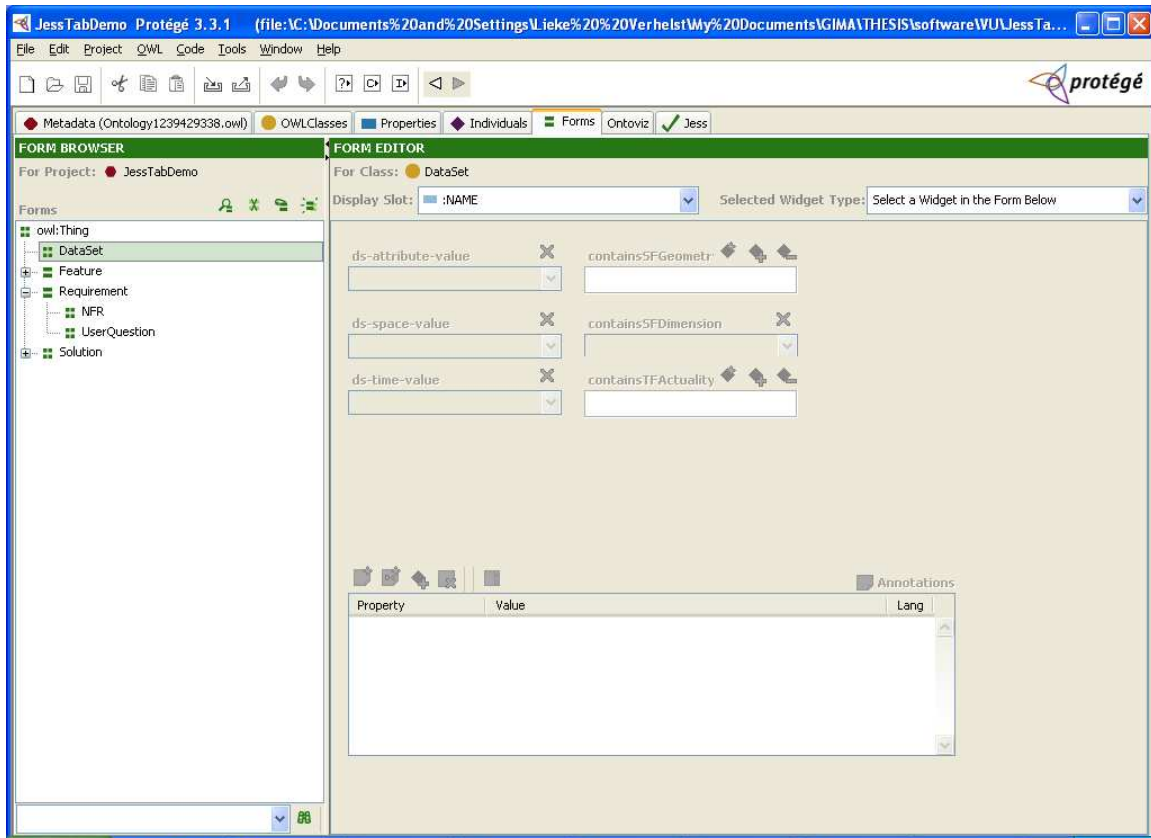 JessTabDemo Protégé 3.3.1 (file:\C:\Documents%20and%20Settings\Lieke%20%20Verhelst\My%20Documents\GIMA\THESIS\software\VU\JessTa...
File Edit Project OWL Code Tools Window Help
protégé
Metadata (Ontology1239429338.owl) OWLClasses Properties Individuals Forms Ontoviz Jess
FORM BROWSER
For Project: JessTabDemo
Forms
owl:Thing
DataSet
Feature
Requirement
NFR
UserQuestion
Solution
FORM EDITOR
For Class: DataSet
Display Slot: :NAME Selected Widget Type: Select a Widget in the Form Below
ds-attribute-value containsSFGeometr
ds-space-value containsSFDimension
ds-time-value containsTFActuality
Annotations
Property Value Lang